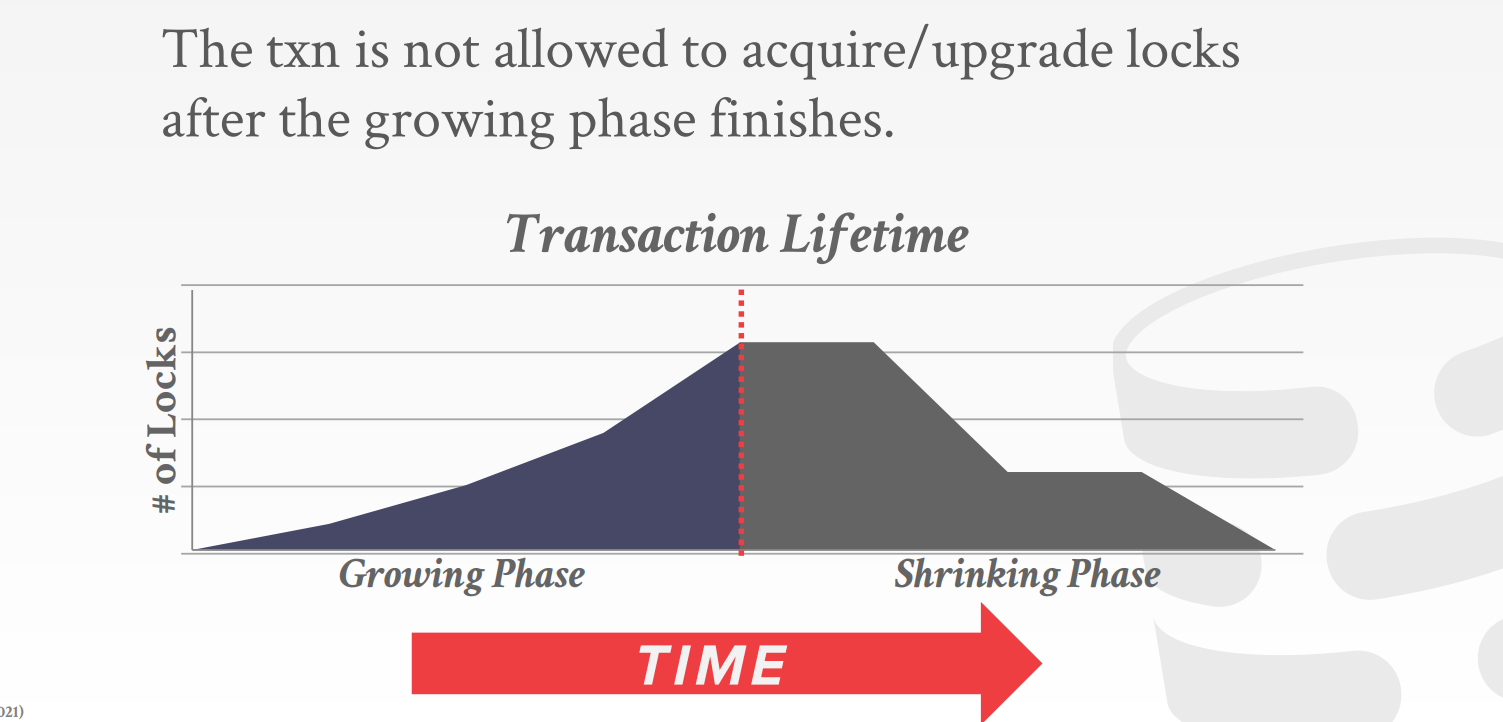 The txn is not allowed to acquire/upgrade locks
after the growing phase finishes.
Transaction Lifetime
# of Locks
Growing Phase
Shrinking Phase
TIME
021)